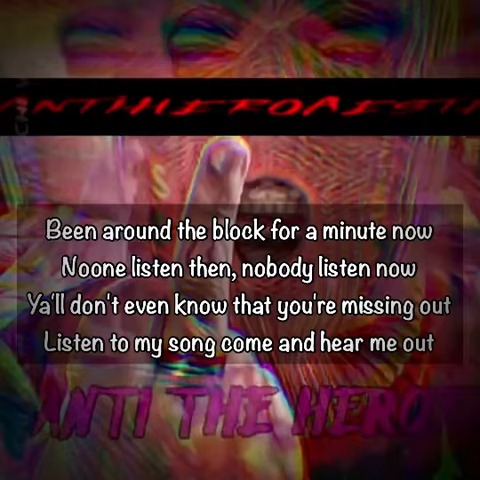 ANTIHEROAESTH
Been around the block for a minute now
Noone listen then, nobody listen now
Ya'll don't even know that you're missing out
Listen to my song come and hear me out
ANTI THE HERO